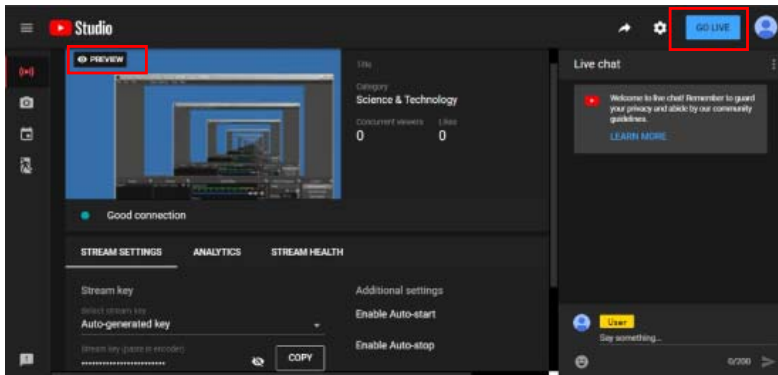 Studio
GO LIVE
PREVIEW
Title
Category
Science & Technology
Concurrent viewers Likes
0 0
Good connection
STREAM SETTINGS ANALYTICS STREAM HEALTH
Stream key
Select stream key
Auto-generated key
Stream key (paste in encoder)
COPY
Additional settings
Enable Auto-start
Enable Auto-stop
Live chat
Welcome to live chat! Remember to guard
your privacy and abide by our community
guidelines.
LEARN MORE
User
Say something...
0/200